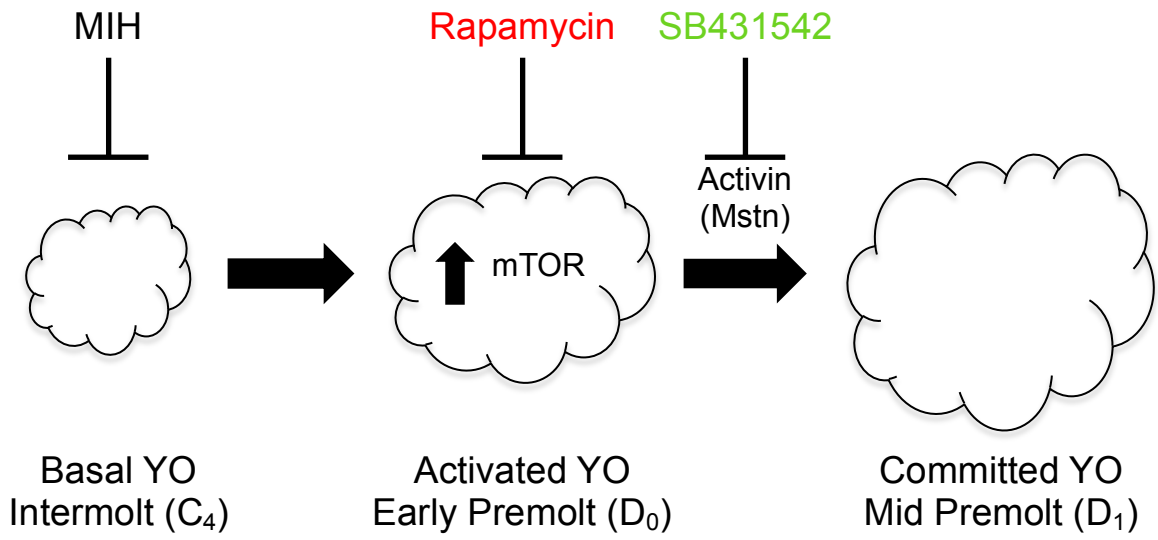 MIH
Rapamycin
SB431542
Activin
(Mstn)
mTOR
Basal YO
Intermolt (C₄)
Activated YO
Early Premolt (D₀)
Committed YO
Mid Premolt (D₁)